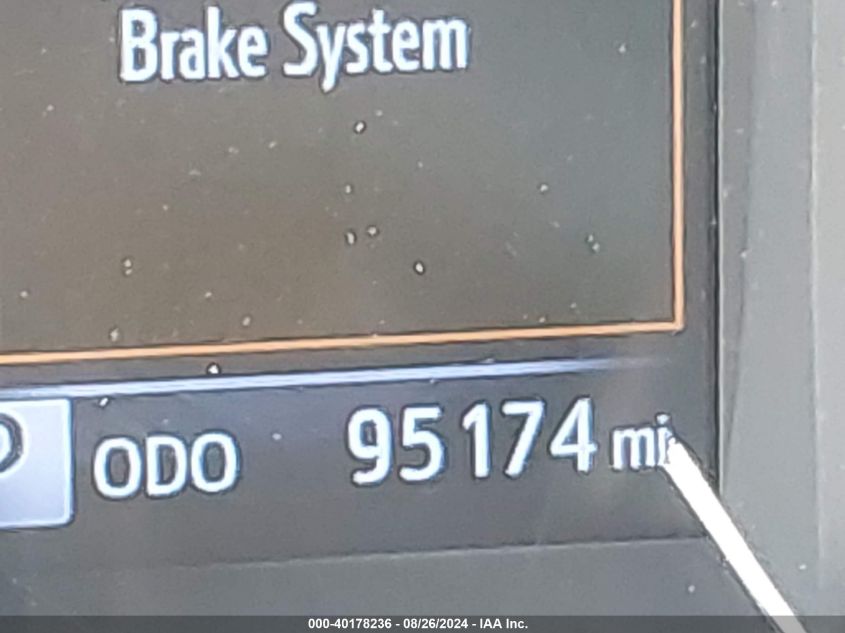 Brake System
ODO 95174 mi
000-40178236 - 08/26/2024 - IAA Inc.